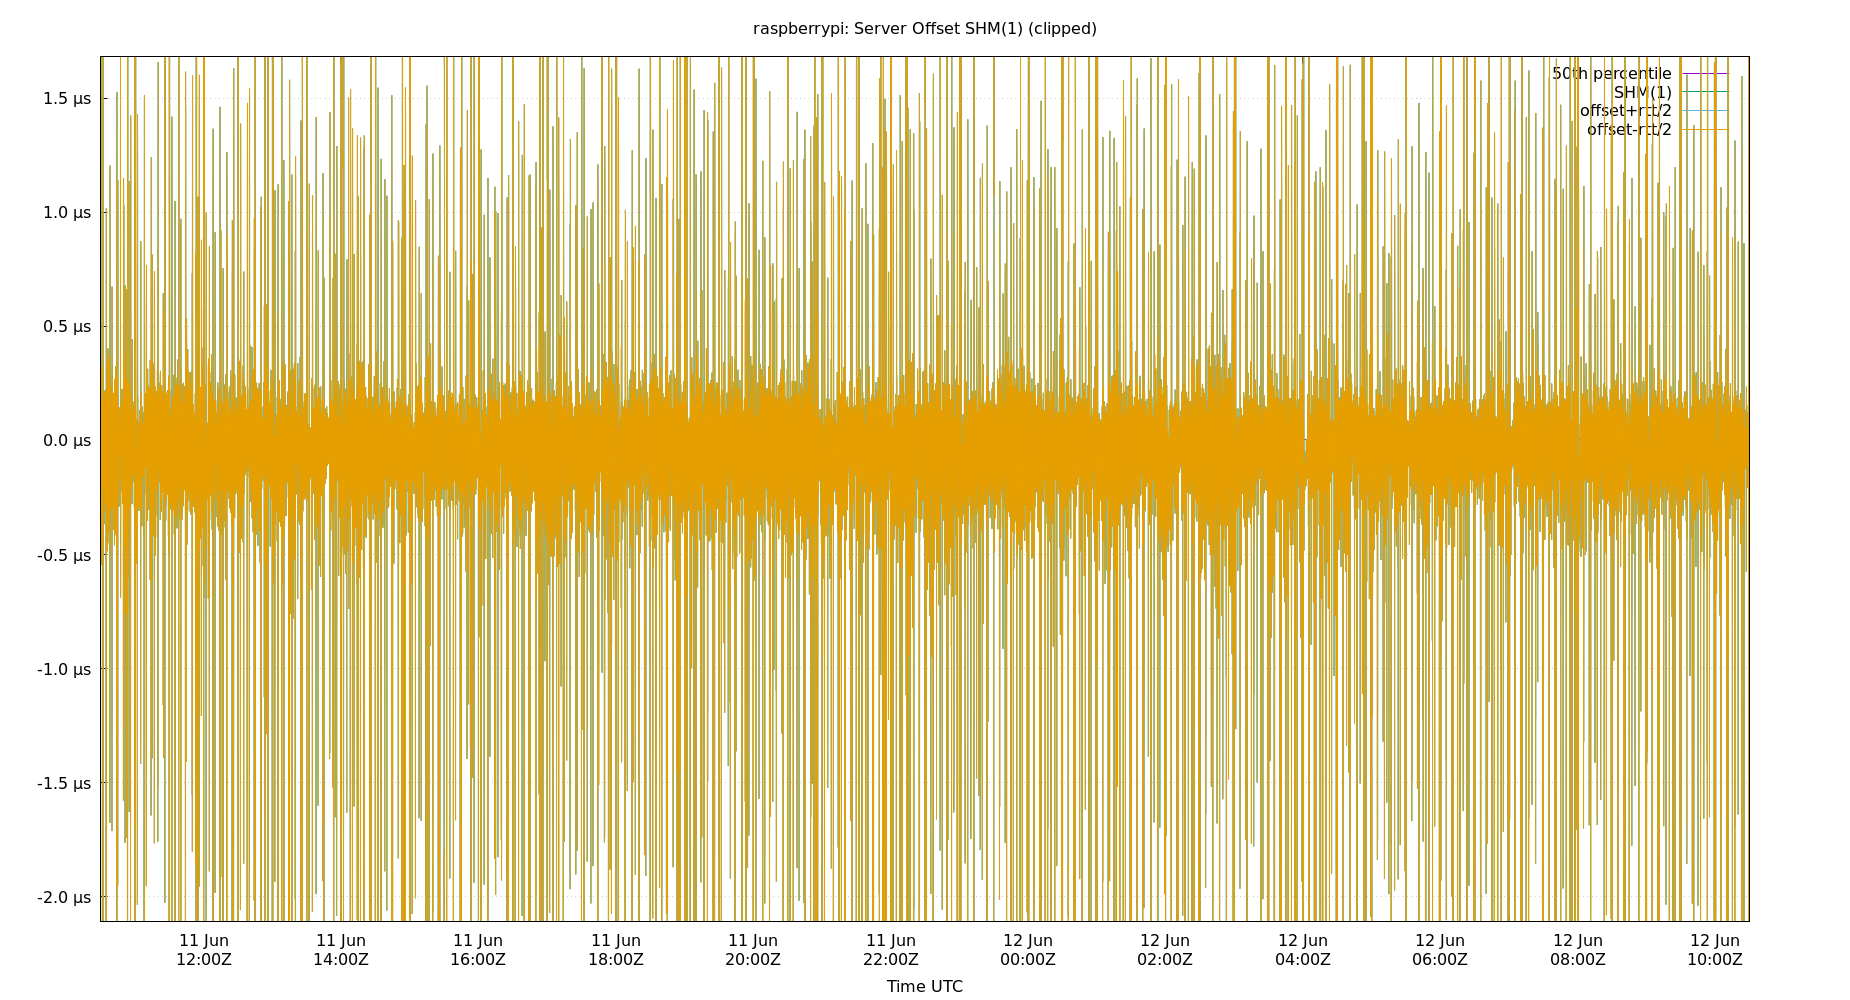 raspberrypi: Server Offset SHM(1) (clipped)
50th percentile
SHM(1)
offset+rtt/2
offset-rtt/2
1.5 µs
1.0 µs
0.5 µs
0.0 µs
-0.5 µs
-1.0 µs
-1.5 µs
-2.0 µs
11 Jun 11 Jun 11 Jun 11 Jun 11 Jun 11 Jun 12 Jun 12 Jun 12 Jun 12 Jun 12 Jun 12 Jun
12:00Z 14:00Z 16:00Z 18:00Z 20:00Z 22:00Z 00:00Z 02:00Z 04:00Z 06:00Z 08:00Z 10:00Z
Time UTC